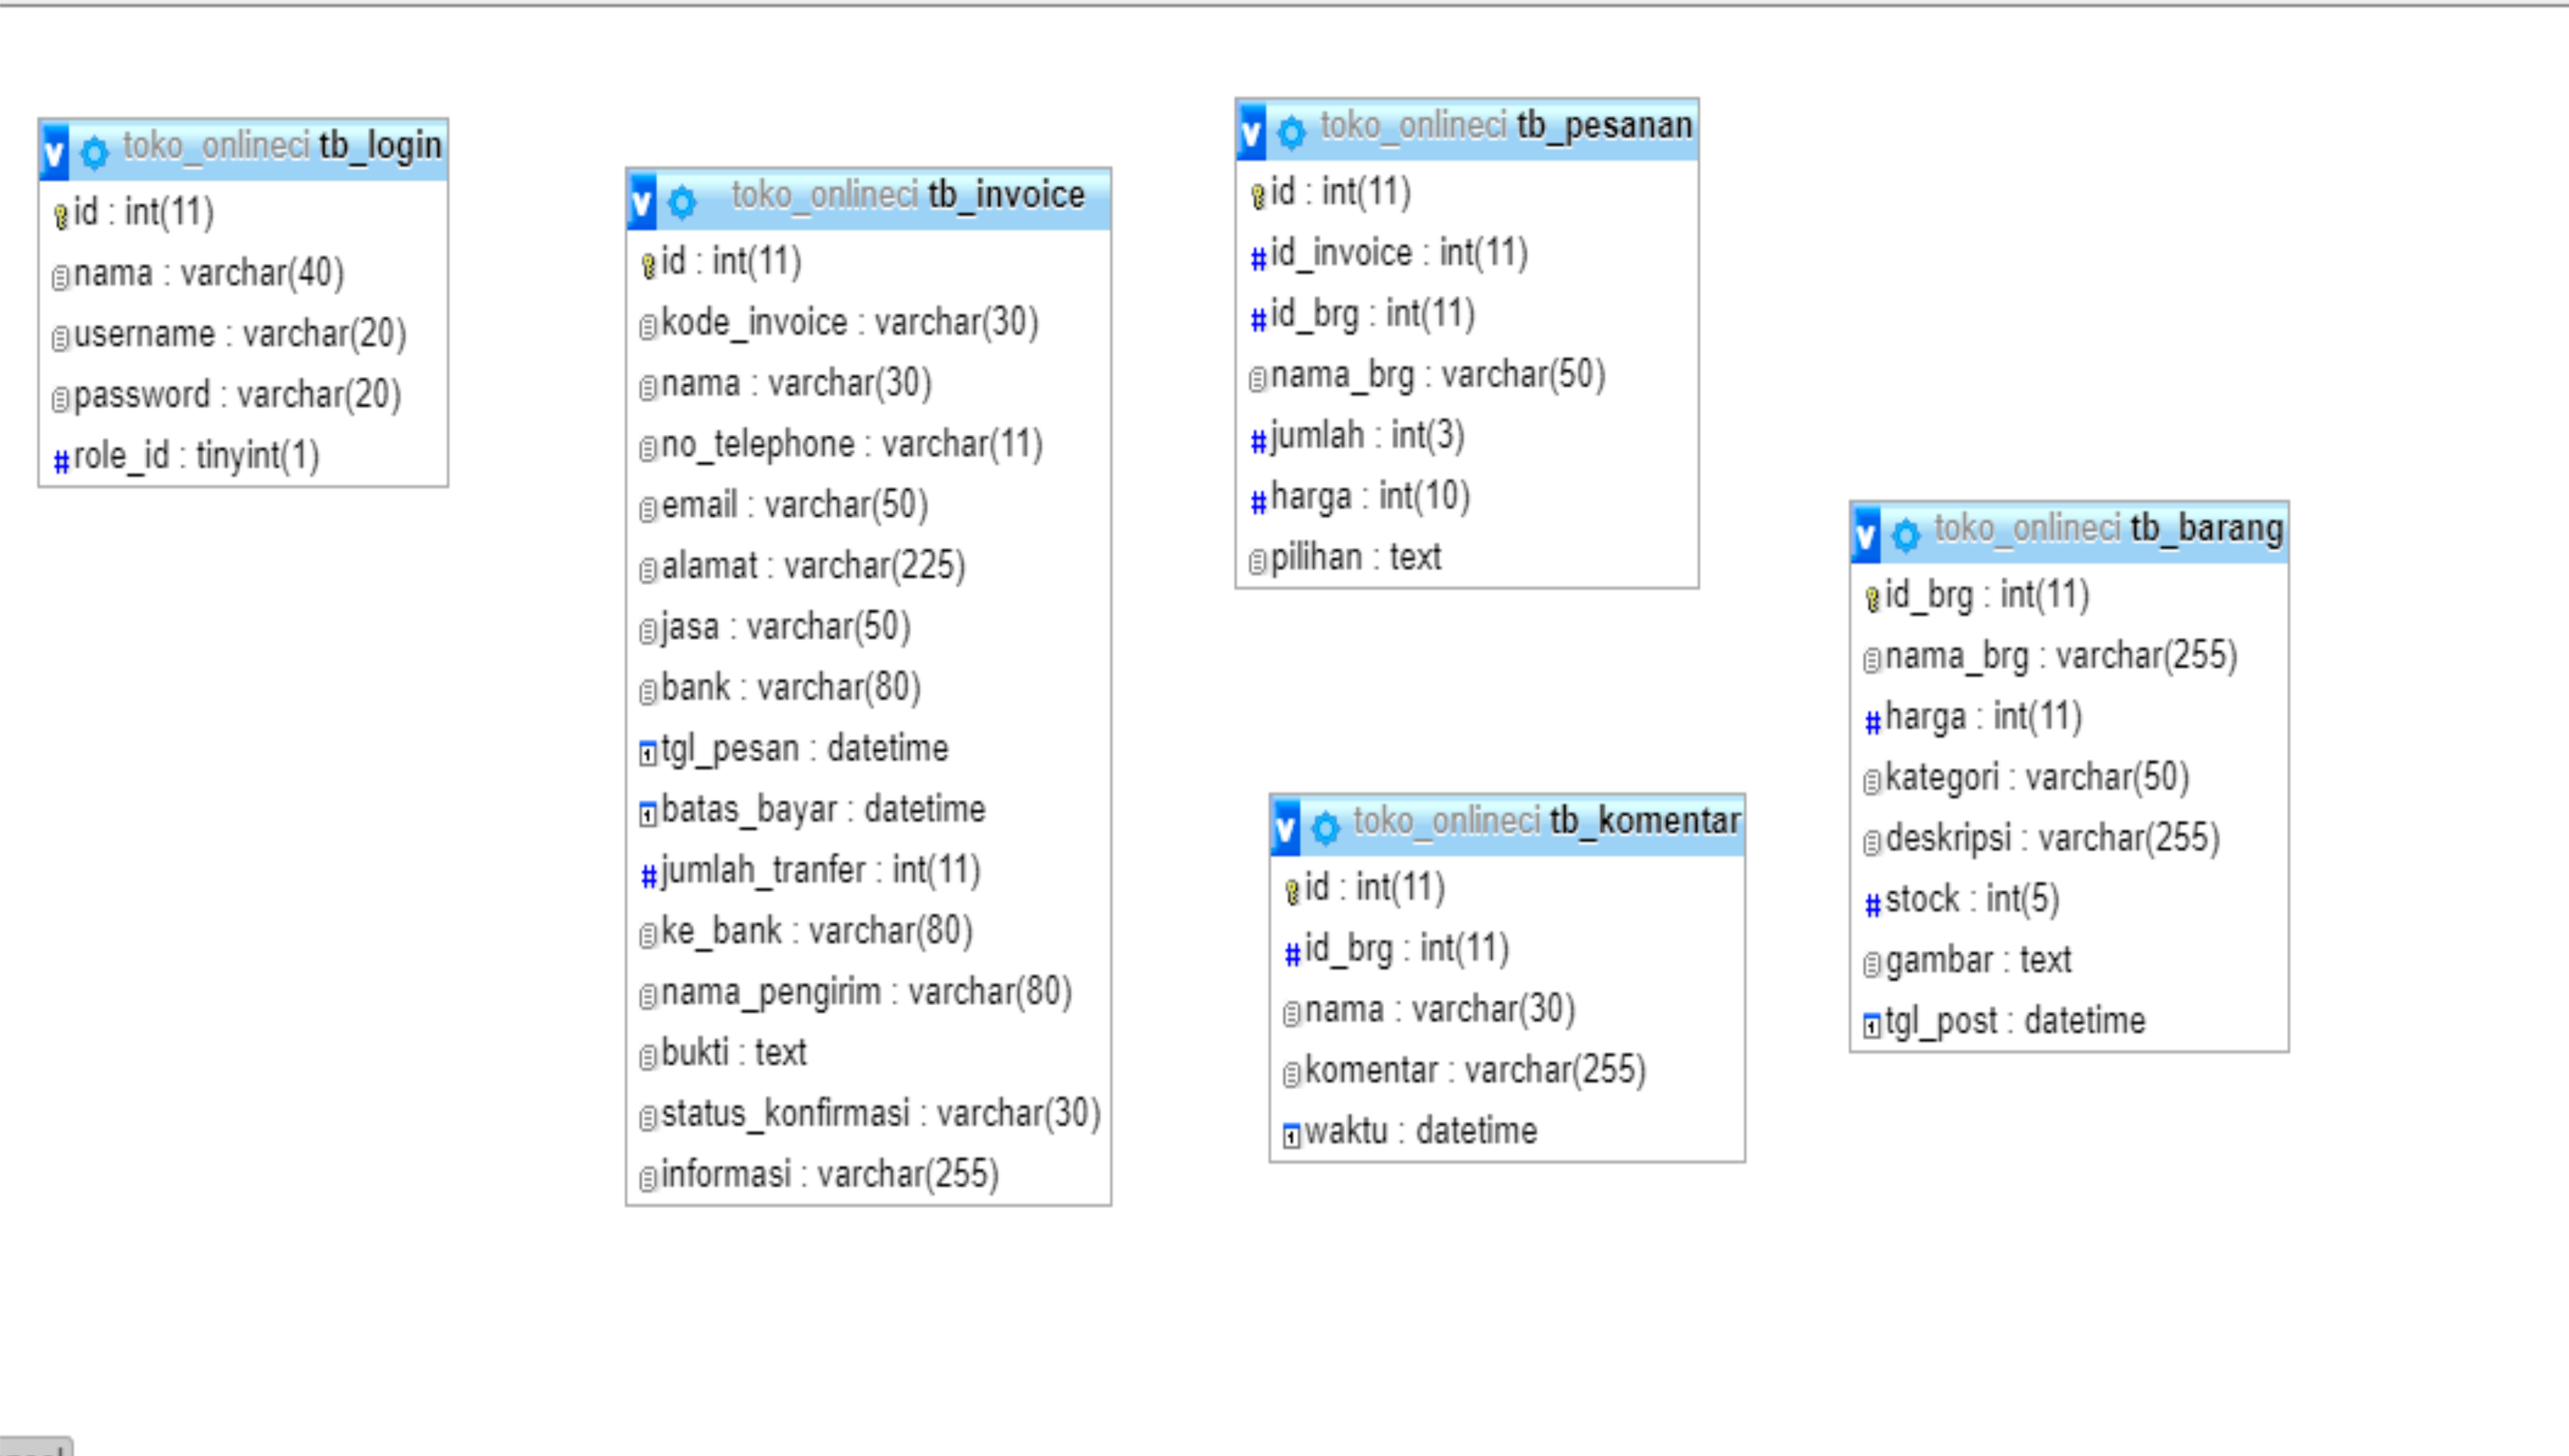 toko_onlineci tb_login
id : int(11)
nama : varchar(40)
username : varchar(20)
password : varchar(20)
role_id : tinyint(1)
toko_onlineci tb_invoice
id : int(11)
kode_invoice : varchar(30)
nama : varchar(30)
no_telephone : varchar(11)
email : varchar(50)
alamat : varchar(225)
jasa : varchar(50)
bank : varchar(80)
tgl_pesan : datetime
batas_bayar : datetime
jumlah_tranfer : int(11)
ke_bank : varchar(80)
nama_pengirim : varchar(80)
bukti : text
status_konfirmasi : varchar(30)
informasi : varchar(255)
toko_onlineci tb_pesanan
id : int(11)
id_invoice : int(11)
id_brg : int(11)
nama_brg : varchar(50)
jumlah : int(3)
harga : int(10)
pilihan : text
toko_onlineci tb_komentar
id : int(11)
id_brg : int(11)
nama : varchar(30)
komentar : varchar(255)
waktu : datetime
toko_onlineci tb_barang
id_brg : int(11)
nama_brg : varchar(255)
harga : int(11)
kategori : varchar(50)
deskripsi : varchar(255)
stock : int(5)
gambar : text
tgl_post : datetime